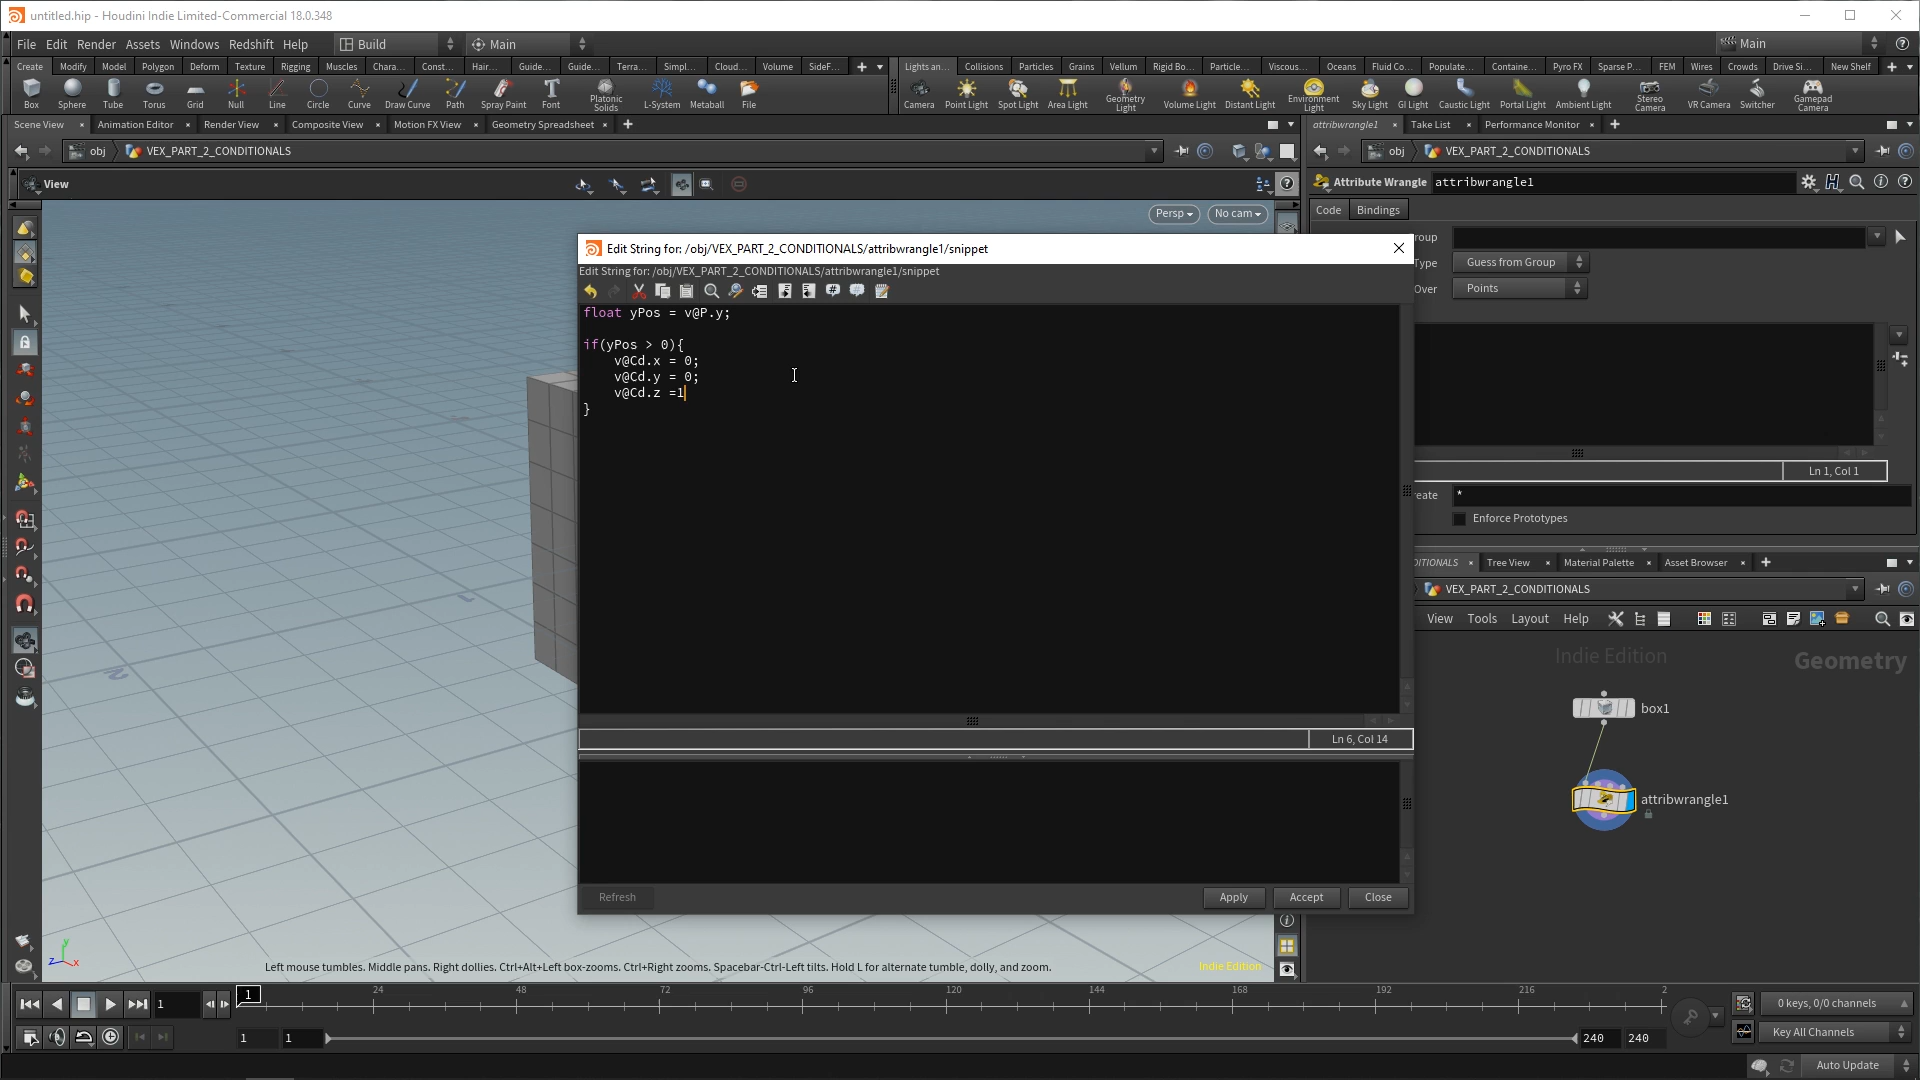 untitled.hip - Houdini Indie Limited-Commercial 18.0.348
File Edit Render Assets Windows Redshift Help Build Main Main
Create Modify Model Polygon Deform Texture Rigging Muscles Chara... Const... Hair... Guide... Guide... Terra... Simpl... Cloud... Volume SideF...
Lights an... Collisions Particles Grains Vellum Rigid Bo... Particle... Viscous... Oceans Fluid Co... Populate... Containe... Pyro FX Sparse P... FEM Wires Crowds Drive Si... New Shelf
Box Sphere Tube Torus Grid Null Line Circle Curve Draw Curve Path Spray Paint Font Platonic Solids L-System Metaball File
Camera Point Light Spot Light Area Light Geometry Light Volume Light Distant Light Environment Light Sky Light GI Light Caustic Light Portal Light Ambient Light Stereo Camera VR Camera Switcher Gamepad Camera
Scene View Animation Editor Render View Composite View Motion FX View Geometry Spreadsheet
attribwrangle1 Take List Performance Monitor
obj VEX_PART_2_CONDITIONALS
obj VEX_PART_2_CONDITIONALS
View
Attribute Wrangle attribwrangle1
Code Bindings
Persp No cam
Edit String for: /obj/VEX_PART_2_CONDITIONALS/attribwrangle1/snippet
Edit String for: /obj/VEX_PART_2_CONDITIONALS/attribwrangle1/snippet
float yPos = v@P.y;
if(yPos > 0){
v@Cd.x = 0;
v@Cd.y = 0;
v@Cd.z =1
}
Ln 6, Col 14
Refresh Apply Accept Close
roup
ype Guess from Group
Over Points
Ln 1, Col 1
eate *
Enforce Prototypes
DITIONALS Tree View Material Palette Asset Browser
VEX_PART_2_CONDITIONALS
View Tools Layout Help
Indie Edition Geometry
box1
attribwrangle1
2
1
y
z x
Left mouse tumbles. Middle pans. Right dollies. Ctrl+Alt+Left box-zooms. Ctrl+Right zooms. Spacebar-Ctrl-Left tilts. Hold L for alternate tumble, dolly, and zoom.
Indie Edition
1 1 24 48 72 96 120 144 168 192 216 2
0 keys, 0/0 channels
1 1 240 240
Key All Channels
Auto Update